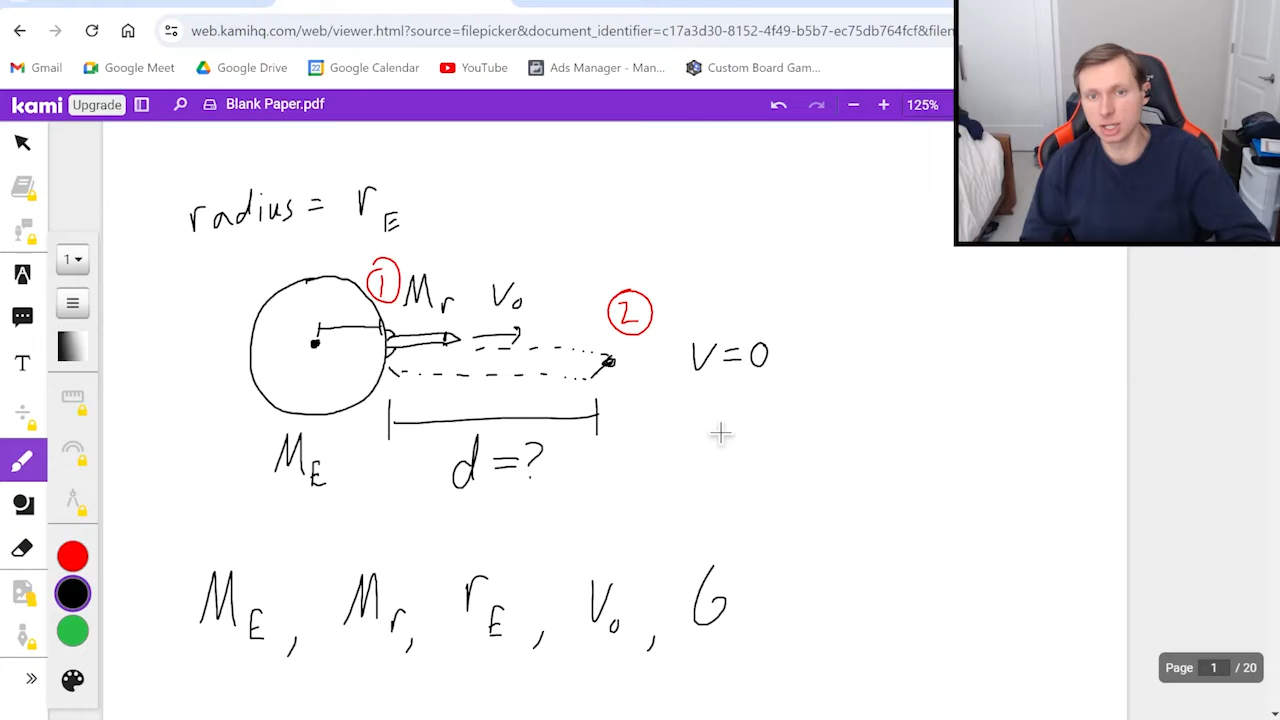 web.kamihq.com/web/viewer.html?source=filepicker&document_identifier=c17a3d30-8152-4f49-b5b7-ec75db764fcf&filen
Gmail Google Meet Google Drive 22 Google Calendar YouTube Ads Manager - Man... Custom Board Gam...
kami Upgrade Blank Paper.pdf 125%
radius = r_E
① M_r v_0 ②
v = 0
M_E d = ?
M_E, M_r, r_E, v_0, G
1
A
T
Page 1 / 20